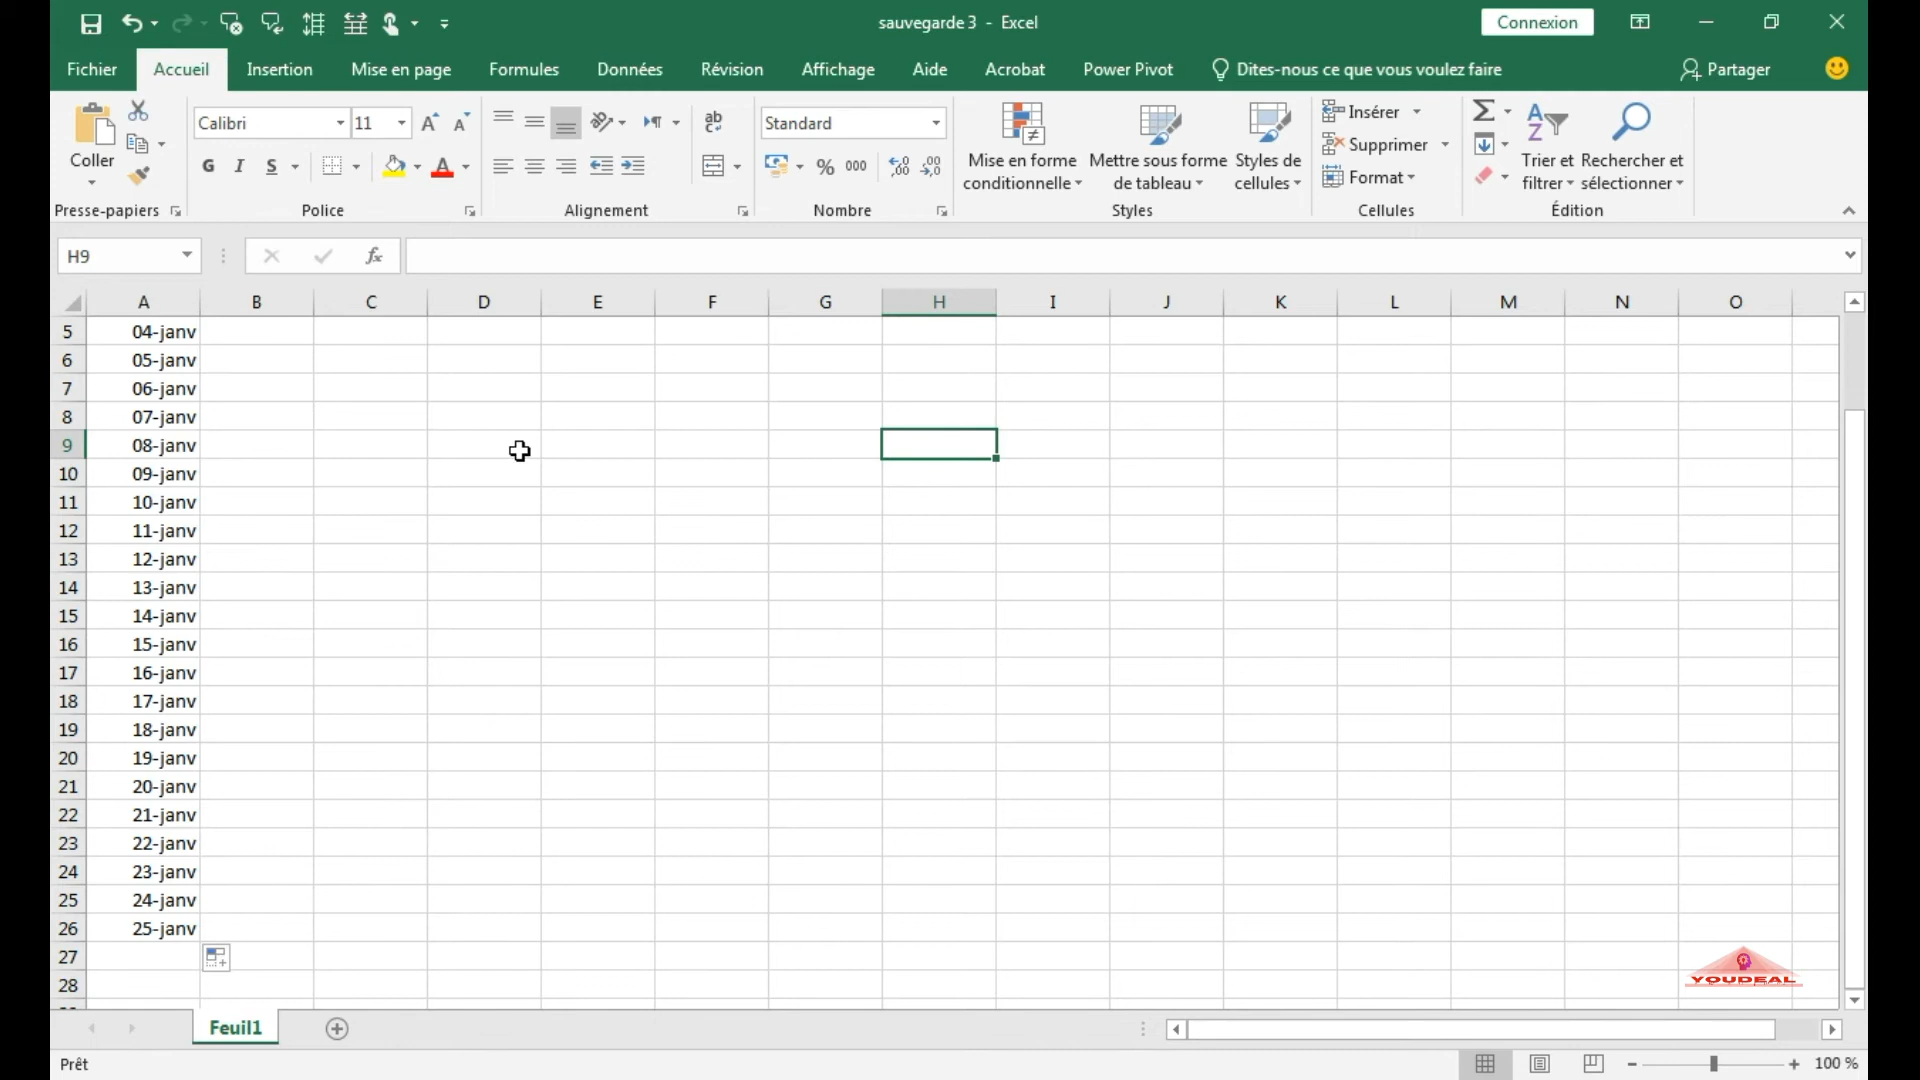 sauvegarde 3 - Excel
Connexion
Fichier Accueil Insertion Mise en page Formules Données Révision Affichage Aide Acrobat Power Pivot Dites-nous ce que vous voulez faire Partager
Coller
Presse-papiers
Calibri 11
G I S
Police
ab
Alignement
Standard
% 000
Nombre
Mise en forme
conditionnelle
Mettre sous forme
de tableau
Styles de
cellules
Styles
Insérer
Supprimer
Format
Cellules
Trier et
filtrer
Rechercher et
sélectionner
Édition
H9 fx
A B C D E F G H I J K L M N O
5 04-janv
6 05-janv
7 06-janv
8 07-janv
9 08-janv
10 09-janv
11 10-janv
12 11-janv
13 12-janv
14 13-janv
15 14-janv
16 15-janv
17 16-janv
18 17-janv
19 18-janv
20 19-janv
21 20-janv
22 21-janv
23 22-janv
24 23-janv
25 24-janv
26 25-janv
27
28
YOUDEAL
Feuil1
Prêt
100 %